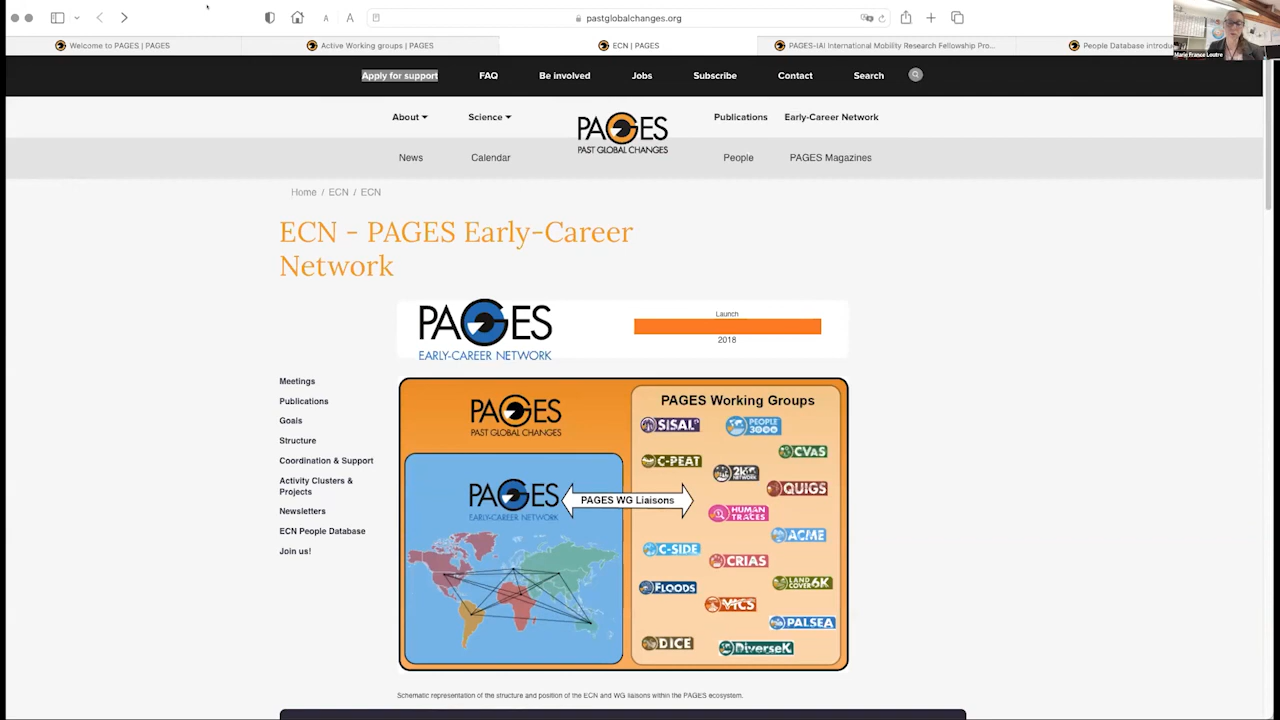 pastglobalchanges.org
Welcome to PAGES | PAGES
Active Working groups | PAGES
ECN | PAGES
PAGES-IAI International Mobility Research Fellowship Pro...
People Database introdu
Marie France Loutre
Apply for support
FAQ
Be involved
Jobs
Subscribe
Contact
Search
About
Science
PAGES
PAST GLOBAL CHANGES
Publications
Early-Career Network
News
Calendar
People
PAGES Magazines
Home / ECN / ECN
ECN - PAGES Early-Career
Network
PAGES
EARLY-CAREER NETWORK
Launch
2018
Meetings
Publications
Goals
Structure
Coordination & Support
Activity Clusters &
Projects
Newsletters
ECN People Database
Join us!
PAGES
PAST GLOBAL CHANGES
PAGES
EARLY-CAREER NETWORK
PAGES WG Liaisons
PAGES Working Groups
SISAL
PEOPLE
3000
CVAS
C-PEAT
2K
NETWORK
QUIGS
HUMAN
TRACES
ACME
C-SIDE
CRIAS
FLOODS
LAND
COVER6K
VICS
PALSEA
DICE
DiverseK
Schematic representation of the structure and position of the ECN and WG liaisons within the PAGES ecosystem.